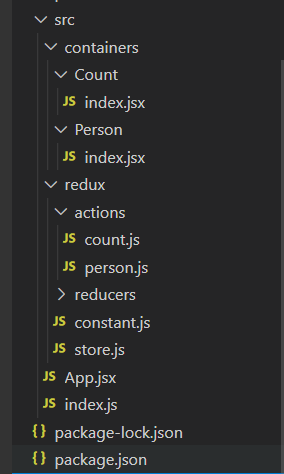 src
containers
Count
JS index.jsx
Person
JS index.jsx
redux
actions
JS count.js
JS person.js
reducers
JS constant.js
JS store.js
JS App.jsx
JS index.js
{} package-lock.json
{} package.json